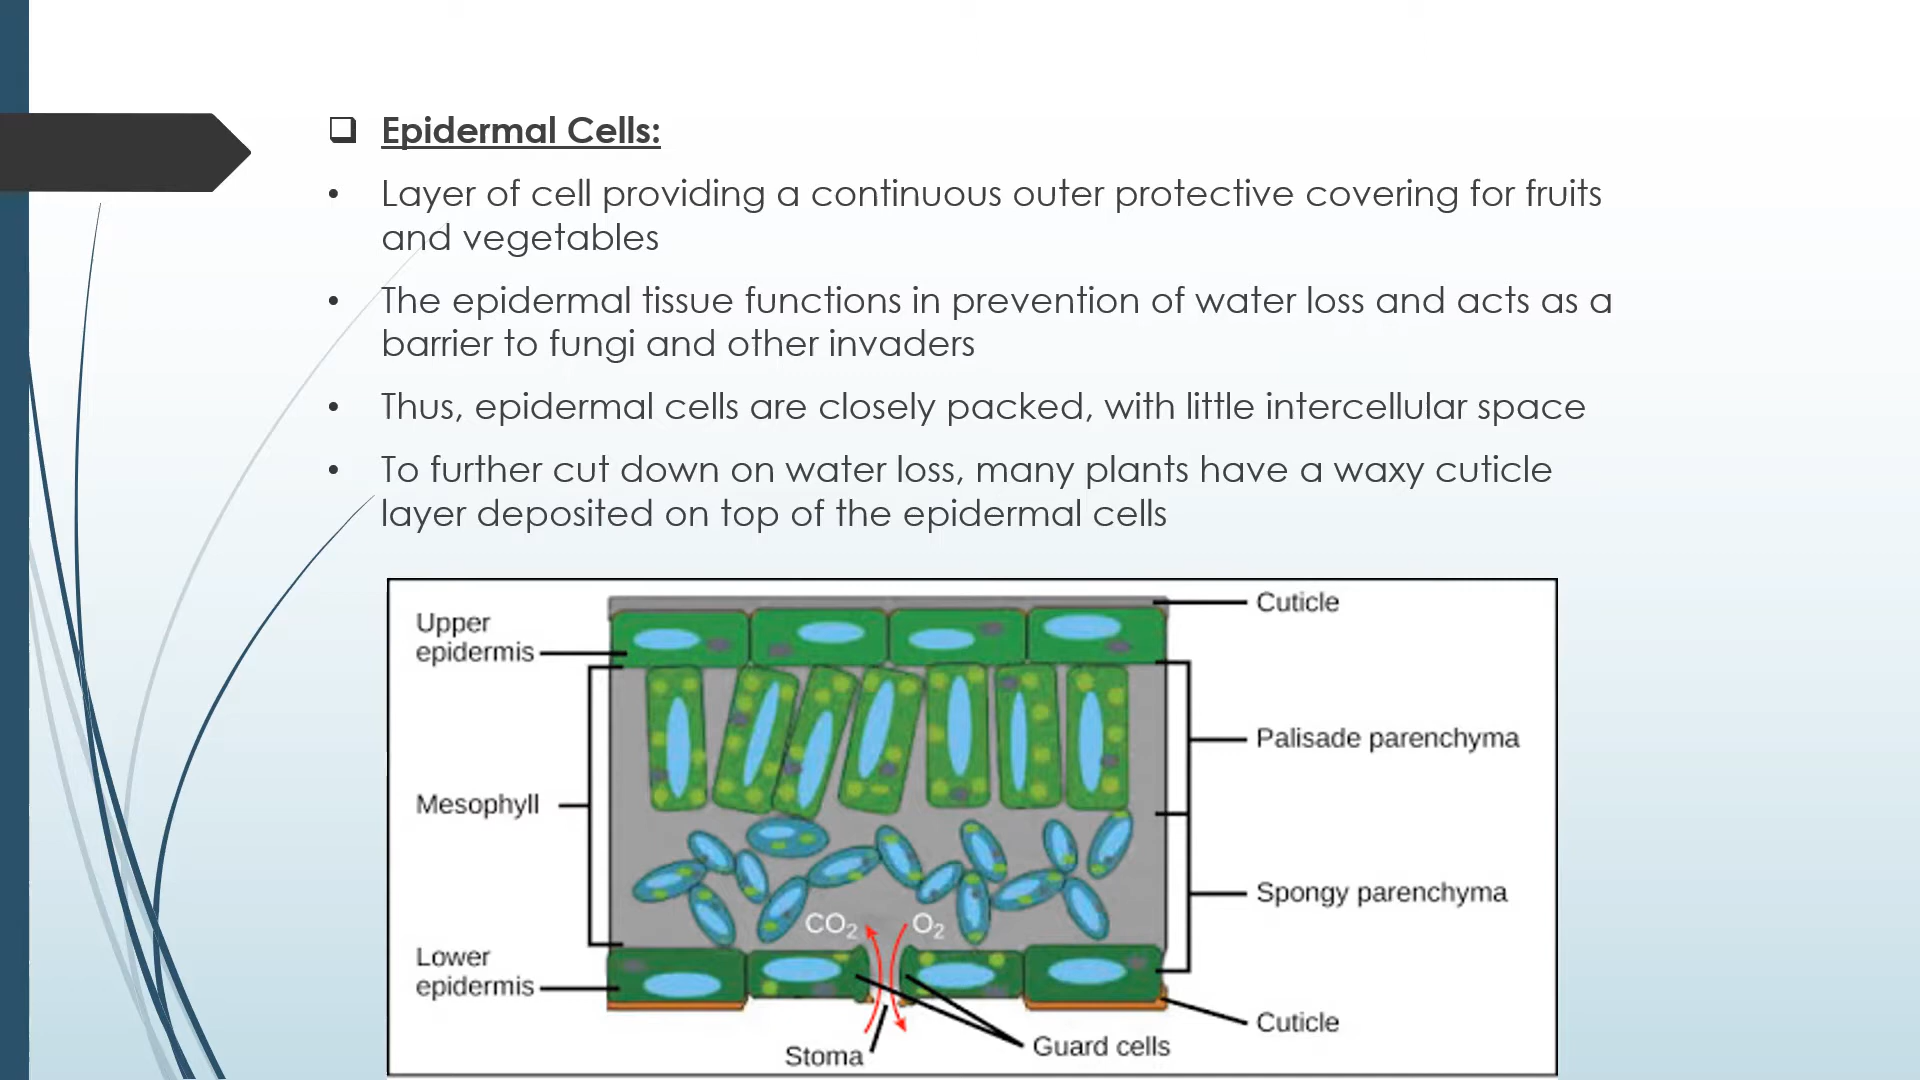 Epidermal Cells:
• Layer of cell providing a continuous outer protective covering for fruits
and vegetables
• The epidermal tissue functions in prevention of water loss and acts as a
barrier to fungi and other invaders
• Thus, epidermal cells are closely packed, with little intercellular space
• To further cut down on water loss, many plants have a waxy cuticle
layer deposited on top of the epidermal cells
Upper
epidermis
Cuticle
Palisade parenchyma
Mesophyll
Spongy parenchyma
CO₂
O₂
Lower
epidermis
Cuticle
Stoma
Guard cells